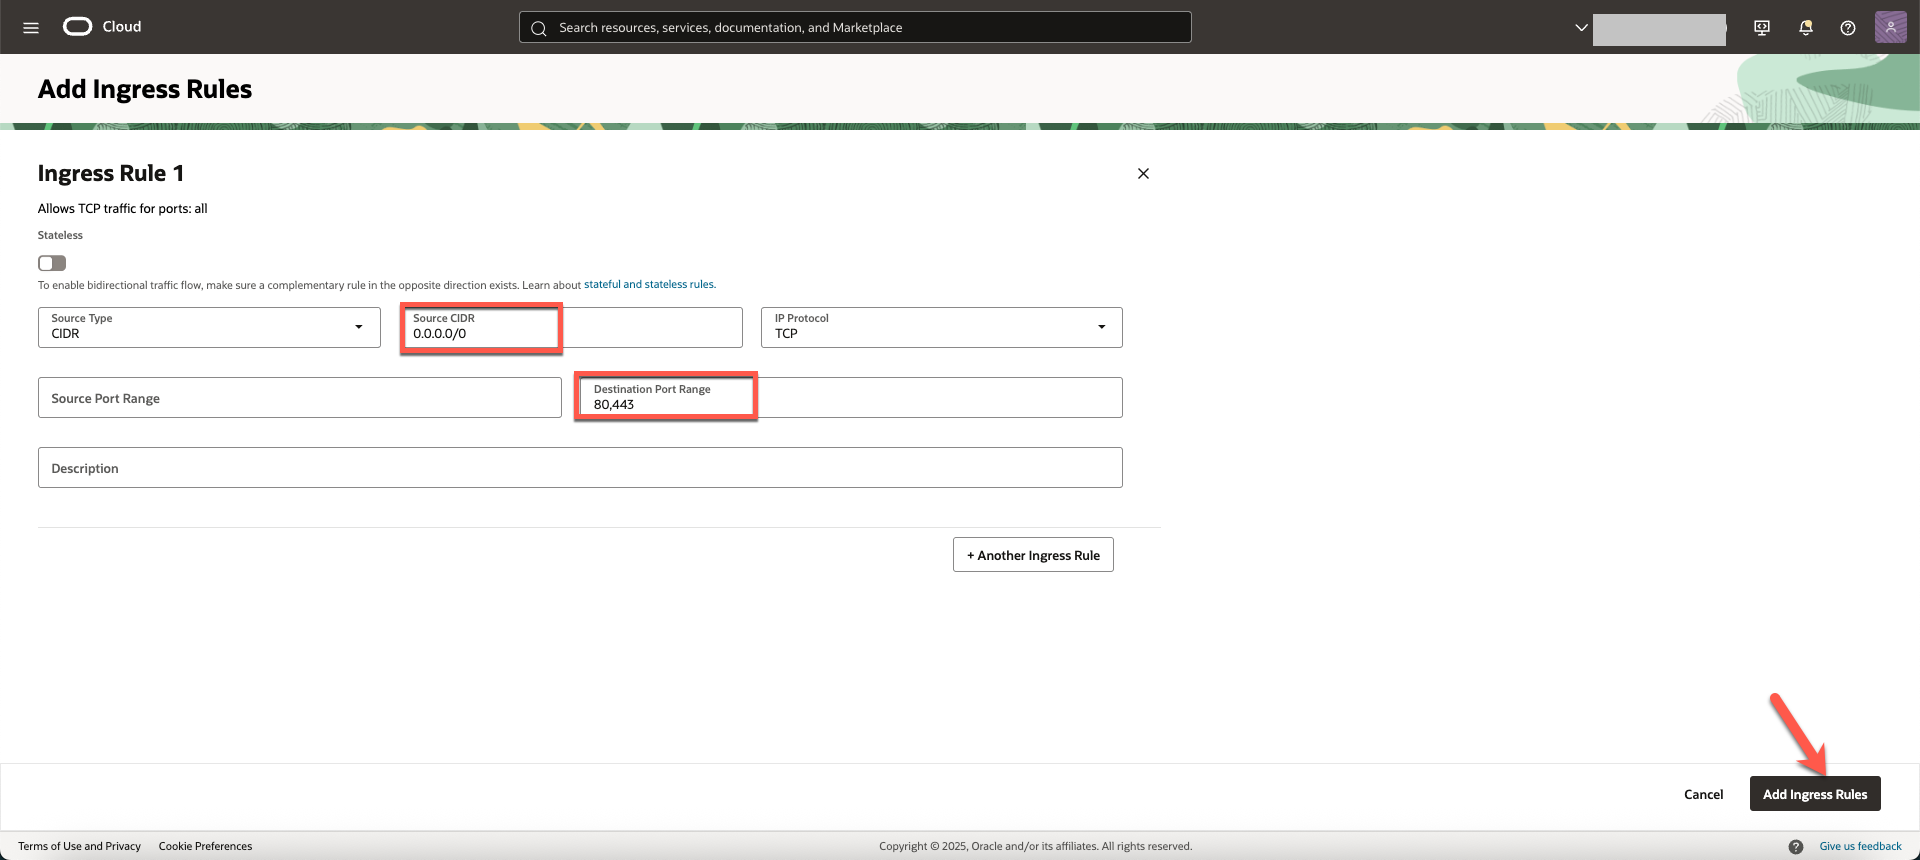 Cloud
Search resources, services, documentation, and Marketplace
Add Ingress Rules
Ingress Rule 1
Allows TCP traffic for ports: all
Stateless
To enable bidirectional traffic flow, make sure a complementary rule in the opposite direction exists. Learn about stateful and stateless rules.
Source Type
CIDR
Source CIDR
0.0.0.0/0
IP Protocol
TCP
Source Port Range
Destination Port Range
80,443
Description
+ Another Ingress Rule
Cancel
Add Ingress Rules
Terms of Use and Privacy
Cookie Preferences
Copyright © 2025, Oracle and/or its affiliates. All rights reserved.
Give us feedback